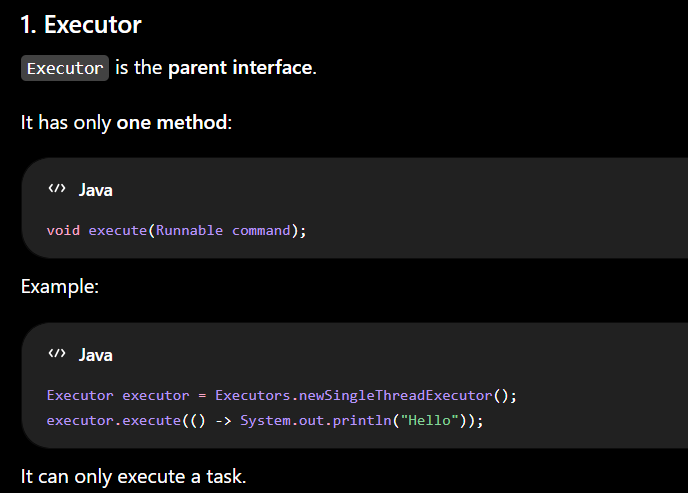 1. Executor
Executor is the parent interface.
It has only one method:
</> Java
void execute(Runnable command);
Example:
</> Java
Executor executor = Executors.newSingleThreadExecutor();
executor.execute(() -> System.out.println("Hello"));
It can only execute a task.